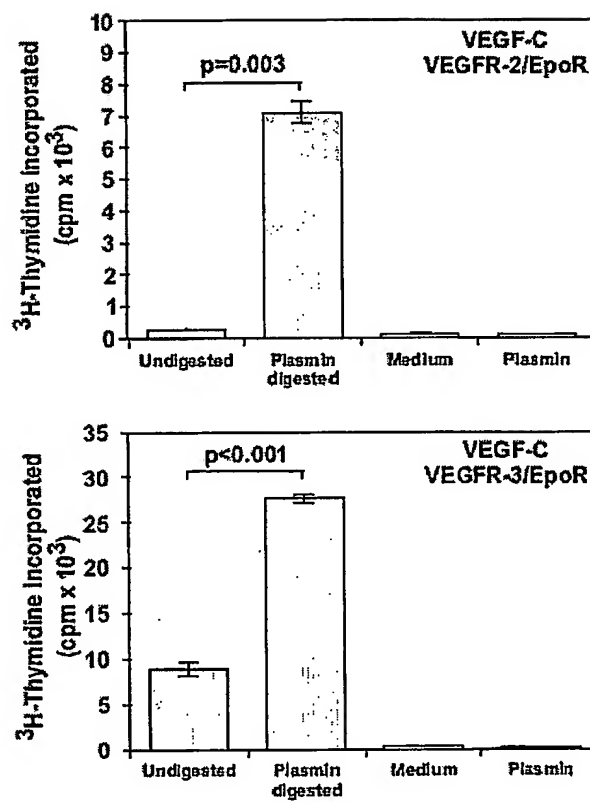 VEGF-C
VEGFR-2/EpoR
p=0.003
³H-Thymidine Incorporated
(cpm x 10³)
10
9
8
7
6
5
4
3
2
1
0
Undigested
Plasmin
digested
Medium
Plasmin
VEGF-C
VEGFR-3/EpoR
p<0.001
³H-Thymidine Incorporated
(cpm x 10³)
35
30
25
20
15
10
5
0
Undigested
Plasmin
digested
Medium
Plasmin